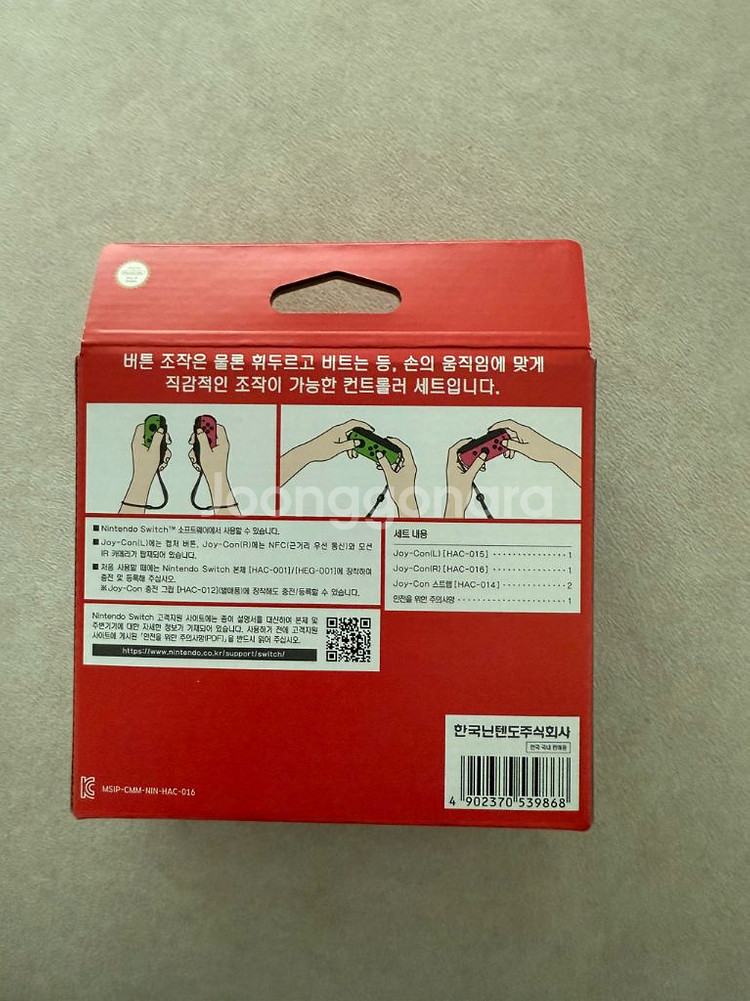 버튼 조작은 물론 휘두르고 비트는 등, 손의 움직임에 맞게
직감적인 조작이 가능한 컨트롤러 세트입니다.
joonggonara
■ Nintendo Switch™ 소프트웨어에서 사용할 수 있습니다.
■ Joy-Con(L)에는 캡처 버튼, Joy-Con(R)에는 NFC(근거리 무선 통신)와 모션
IR 카메라가 탑재되어 있습니다.
■ 처음 사용할 때에는 Nintendo Switch 본체 [HAC-001]/[HEG-001]에 장착하여
충전 및 등록해 주십시오.
※Joy-Con 충전 그립 [HAC-012](별매품)에 장착해도 충전/등록할 수 있습니다.
세트 내용
Joy-Con(L) [HAC-015] ・・・・・・・・・・・・・・ 1
Joy-Con(R) [HAC-016] ・・・・・・・・・・・・・・ 1
Joy-Con 스트랩 [HAC-014] ・・・・・・・・・・・ 2
안전을 위한 주의사항 ・・・・・・・・・・・・・・・・ 1
Nintendo Switch 고객지원 사이트에는 종이 설명서를 대신하여 본체 및
주변기기에 대한 자세한 정보가 기재되어 있습니다. 사용하기 전에 고객지원
사이트에 게시된 「안전을 위한 주의사항(PDF)」을 반드시 읽어 주십시오.
https://www.nintendo.co.kr/support/switch/
한국닌텐도주식회사
한국 국내 판매용
4 902370 539868
MSIP-CMM-NIN-HAC-016